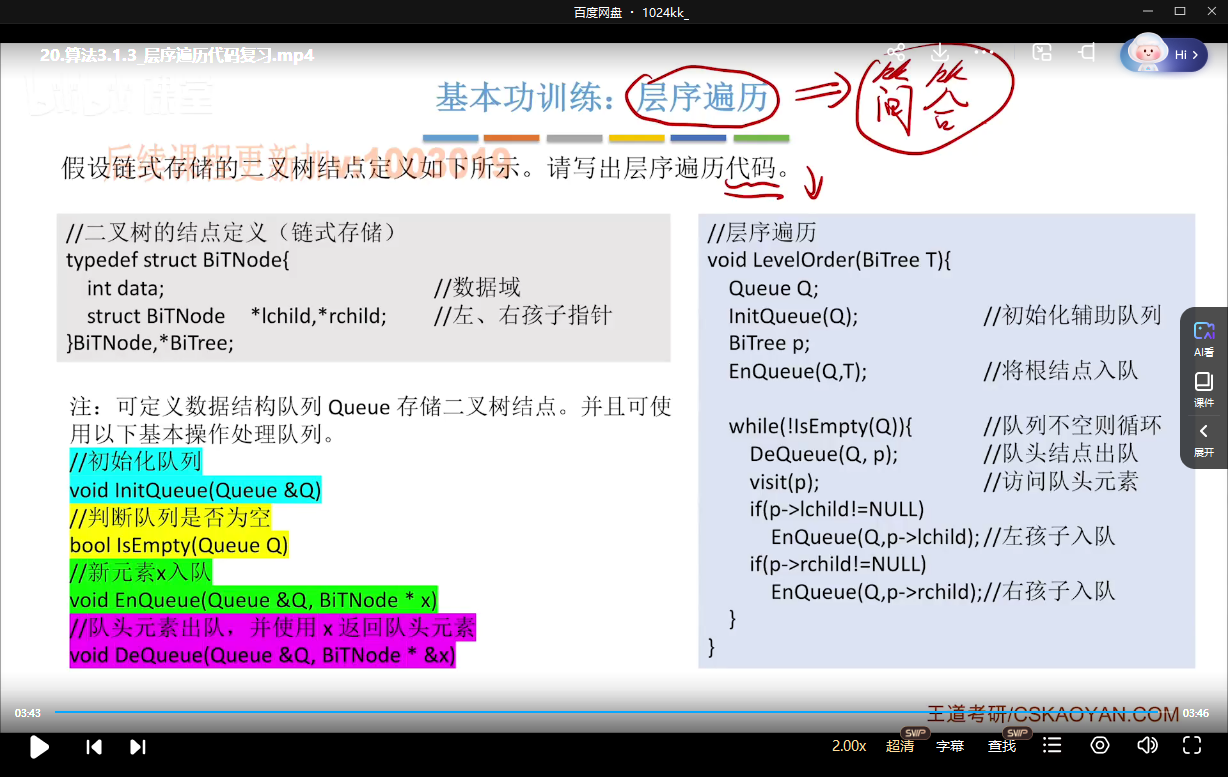 百度网盘 · 1024kk_
20.算法3.1.3_层序遍历代码复习.mp4
Hi >
基本功训练：层序遍历
假设链式存储的二叉树结点定义如下所示。请写出层序遍历代码。
//二叉树的结点定义（链式存储）
typedef struct BiTNode{
int data; //数据域
struct BiTNode *lchild,*rchild; //左、右孩子指针
}BiTNode,*BiTree;
注：可定义数据结构队列 Queue 存储二叉树结点。并且可使
用以下基本操作处理队列。
//初始化队列
void InitQueue(Queue &Q)
//判断队列是否为空
bool IsEmpty(Queue Q)
//新元素x入队
void EnQueue(Queue &Q, BiTNode * x)
//队头元素出队，并使用 x 返回队头元素
void DeQueue(Queue &Q, BiTNode * &x)
//层序遍历
void LevelOrder(BiTree T){
Queue Q;
InitQueue(Q); //初始化辅助队列
BiTree p;
EnQueue(Q,T); //将根结点入队
while(!IsEmpty(Q)){ //队列不空则循环
DeQueue(Q, p); //队头结点出队
visit(p); //访问队头元素
if(p->lchild!=NULL)
EnQueue(Q,p->lchild); //左孩子入队
if(p->rchild!=NULL)
EnQueue(Q,p->rchild);//右孩子入队
}
}
AI看
课件
展开
王道考研/CSKAOYAN.COM
03:43
03:46
2.00x
超清
SVIP
字幕
查找
SVIP